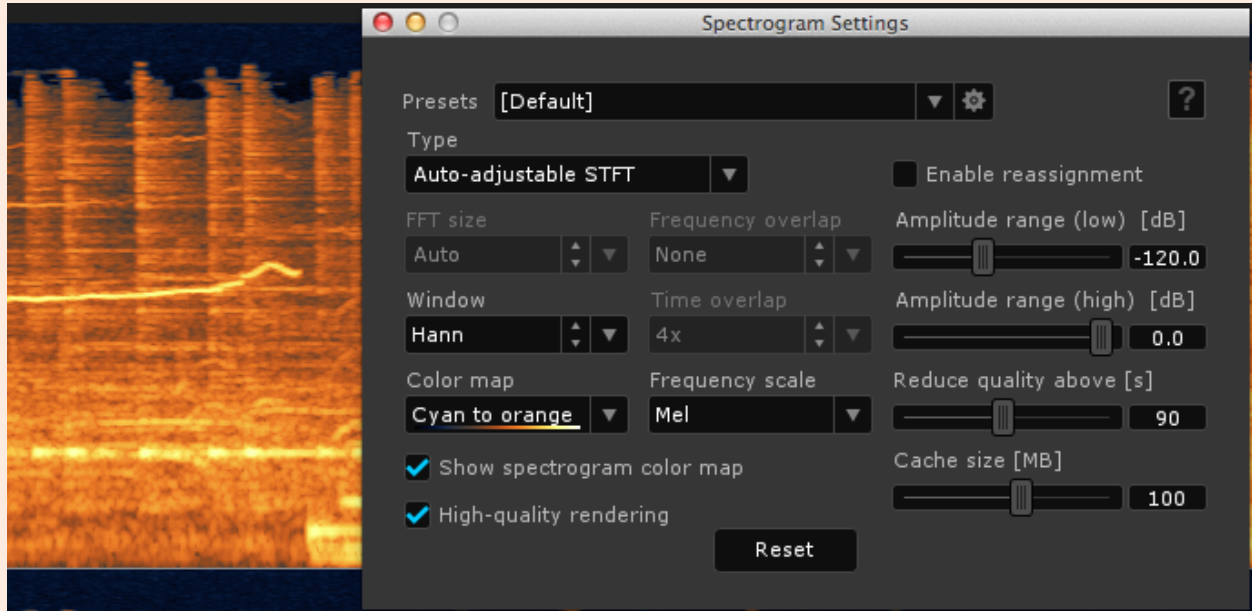 Spectrogram Settings
Presets [Default] ?
Type
Auto-adjustable STFT
Enable reassignment
FFT size Frequency overlap Amplitude range (low) [dB]
Auto None -120.0
Window Time overlap Amplitude range (high) [dB]
Hann 4x 0.0
Color map Frequency scale Reduce quality above [s]
Cyan to orange Mel 90
Show spectrogram color map Cache size [MB]
High-quality rendering 100
Reset